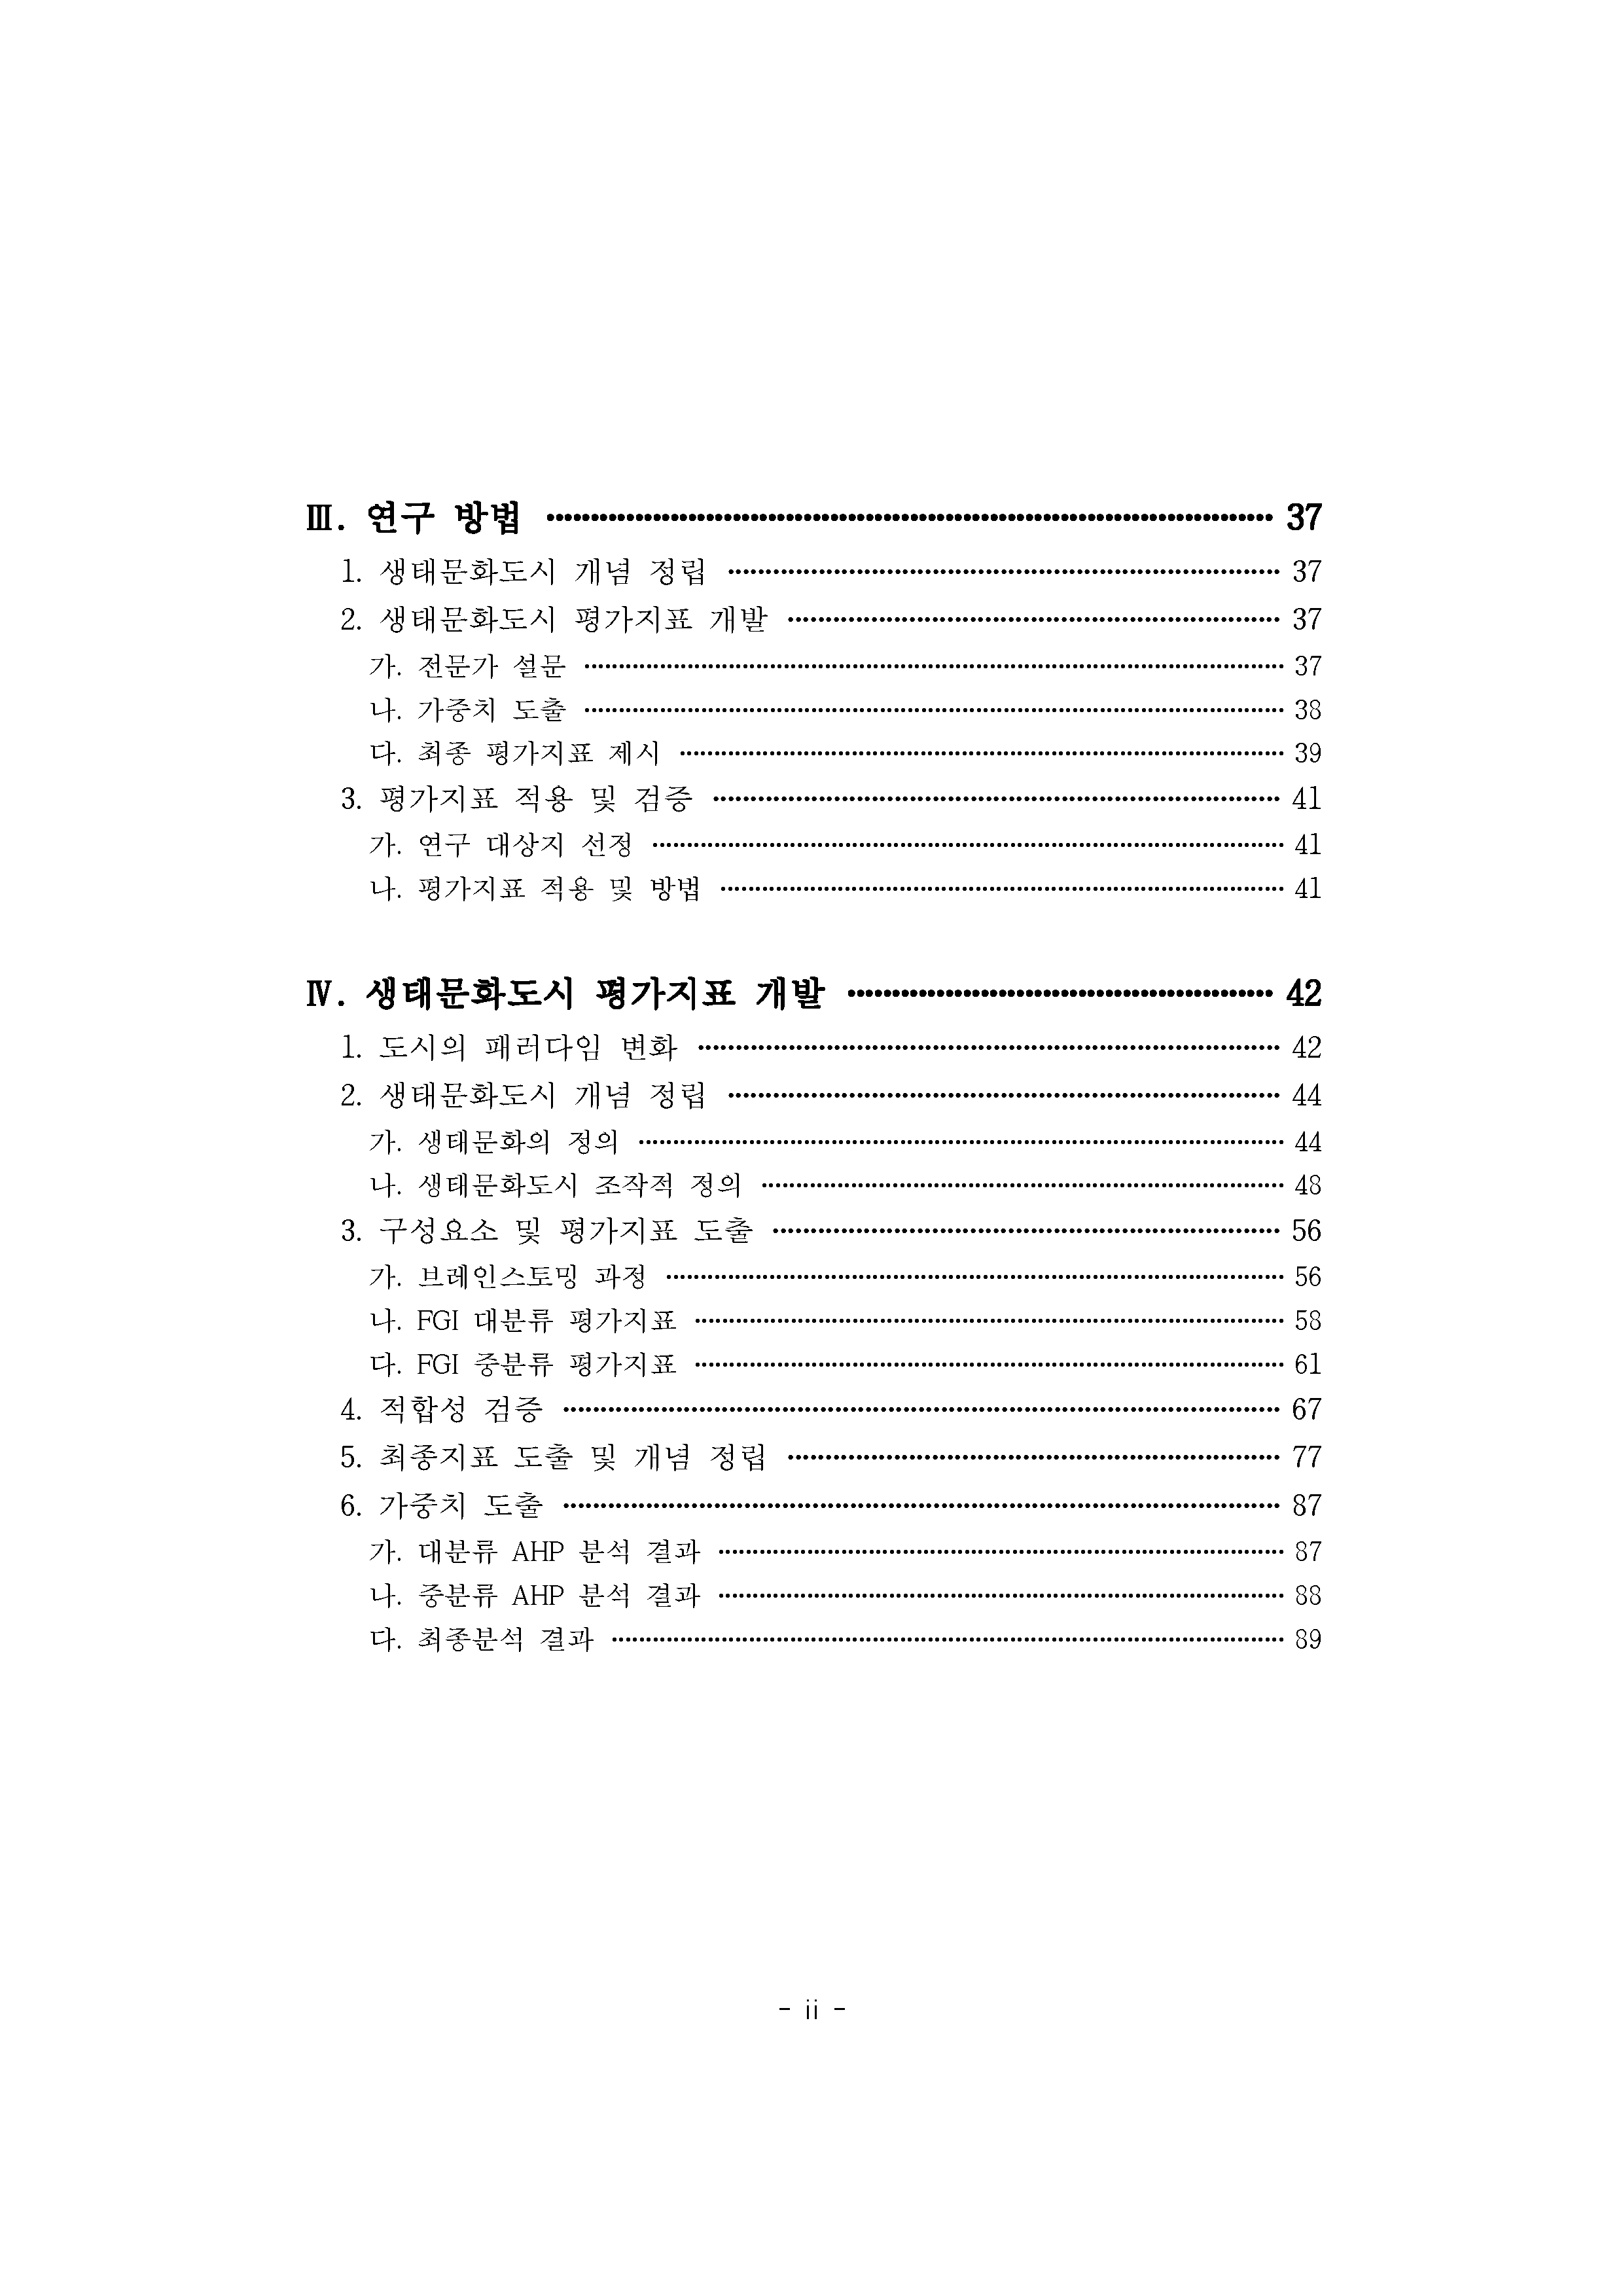 Ⅲ. 연구 방법 ························ 37
1. 생태문화도시 개념 정립 ························ 37
2. 생태문화도시 평가지표 개발 ························ 37
가. 전문가 설문 ························ 37
나. 가중치 도출 ························ 38
다. 최종 평가지표 제시 ························ 39
3. 평가지표 적용 및 검증 ························ 41
가. 연구 대상지 선정 ························ 41
나. 평가지표 적용 및 방법 ························ 41
Ⅳ. 생태문화도시 평가지표 개발 ························ 42
1. 도시의 패러다임 변화 ························ 42
2. 생태문화도시 개념 정립 ························ 44
가. 생태문화의 정의 ························ 44
나. 생태문화도시 조작적 정의 ························ 48
3. 구성요소 및 평가지표 도출 ························ 56
가. 브레인스토밍 과정 ························ 56
나. FGI 대분류 평가지표 ························ 58
다. FGI 중분류 평가지표 ························ 61
4. 적합성 검증 ························ 67
5. 최종지표 도출 및 개념 정립 ························ 77
6. 가중치 도출 ························ 87
가. 대분류 AHP 분석 결과 ························ 87
나. 중분류 AHP 분석 결과 ························ 88
다. 최종분석 결과 ························ 89
- ii -